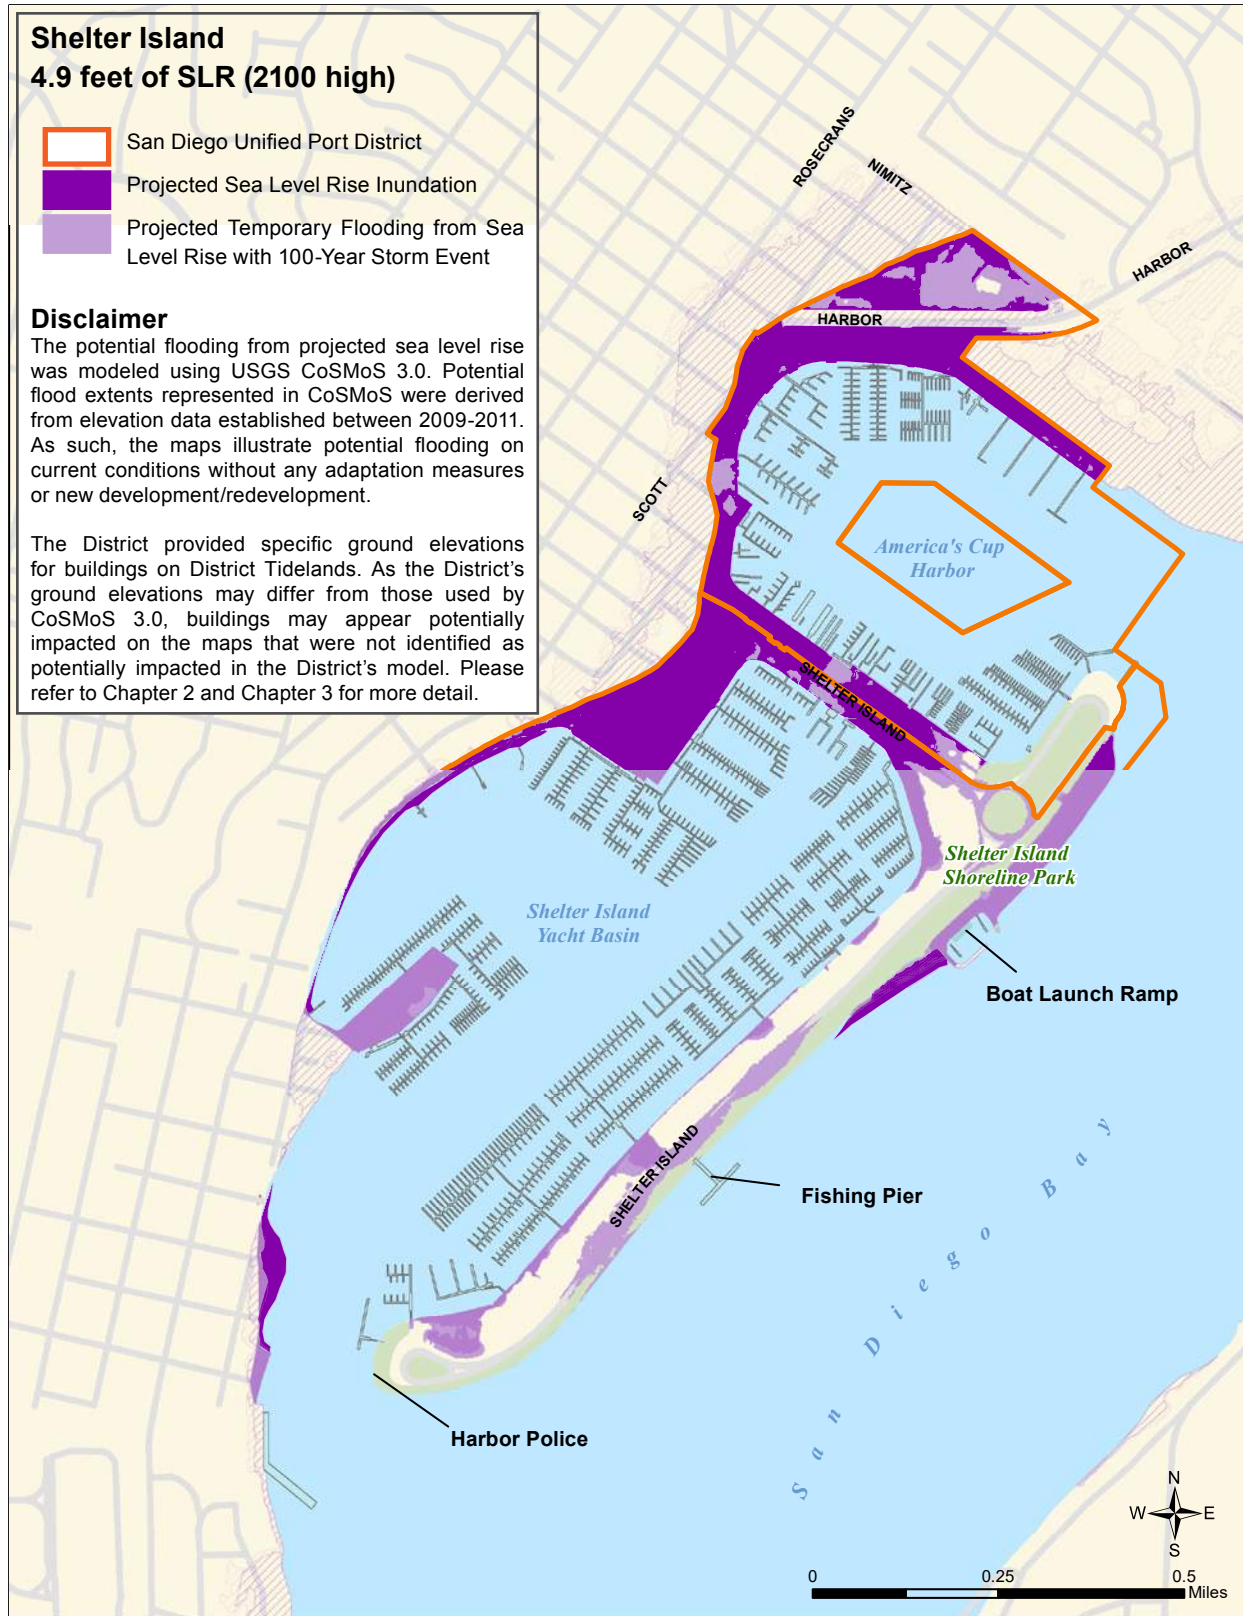 Shelter Island
4.9 feet of SLR (2100 high)
San Diego Unified Port District
Projected Sea Level Rise Inundation
Projected Temporary Flooding from Sea
Level Rise with 100-Year Storm Event
Disclaimer
The potential flooding from projected sea level rise
was modeled using USGS CoSMoS 3.0. Potential
flood extents represented in CoSMoS were derived
from elevation data established between 2009-2011.
As such, the maps illustrate potential flooding on
current conditions without any adaptation measures
or new development/redevelopment.
The District provided specific ground elevations
for buildings on District Tidelands. As the District's
ground elevations may differ from those used by
CoSMoS 3.0, buildings may appear potentially
impacted on the maps that were not identified as
potentially impacted in the District's model. Please
refer to Chapter 2 and Chapter 3 for more detail.
ROSECRANS
NIMITZ
HARBOR
HARBOR
SCOTT
America's Cup
Harbor
SHELTER ISLAND
Shelter Island
Shoreline Park
Shelter Island
Yacht Basin
Boat Launch Ramp
SHELTER ISLAND
Fishing Pier
San Diego Bay
Harbor Police
N
W E
S
0 0.25 0.5
Miles